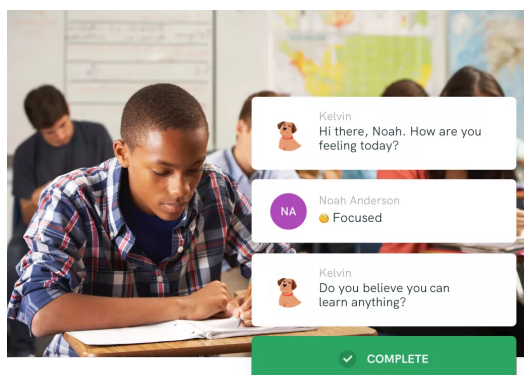 Kelvin
Hi there, Noah. How are you
feeling today?
NA
Noah Anderson
Focused
Kelvin
Do you believe you can
learn anything?
COMPLETE